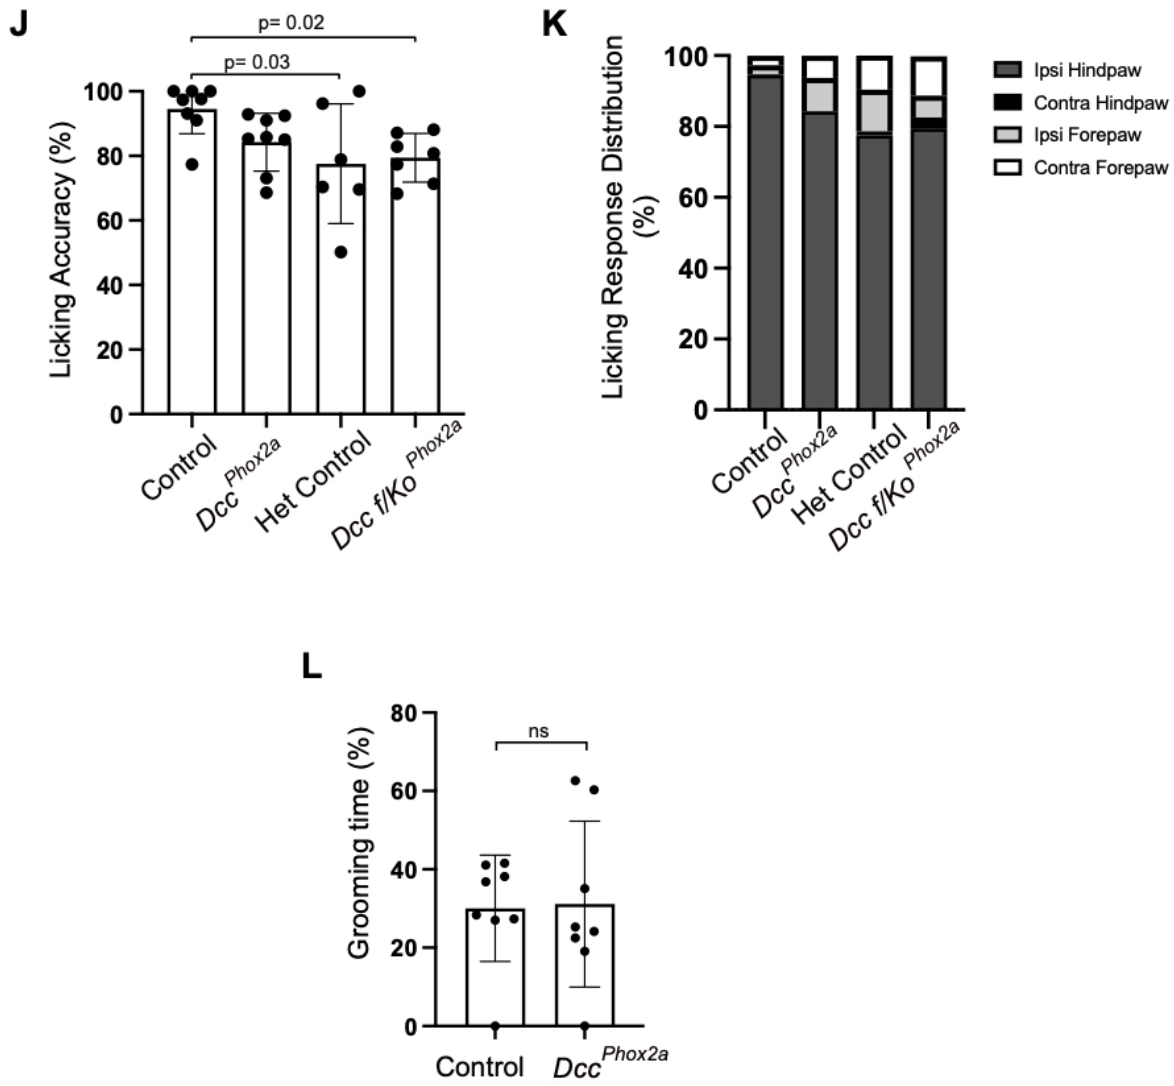 J
p= 0.02
p= 0.03
Licking Accuracy (%)
100
80
60
40
20
0
Control
Dcc Phox2a
Het Control
Dcc f/Ko Phox2a
K
Licking Response Distribution
(%)
100
80
60
40
20
0
Control
Dcc Phox2a
Het Control
Dcc f/Ko Phox2a
Ipsi Hindpaw
Contra Hindpaw
Ipsi Forepaw
Contra Forepaw
L
ns
Grooming time (%)
80
60
40
20
0
Control
Dcc Phox2a